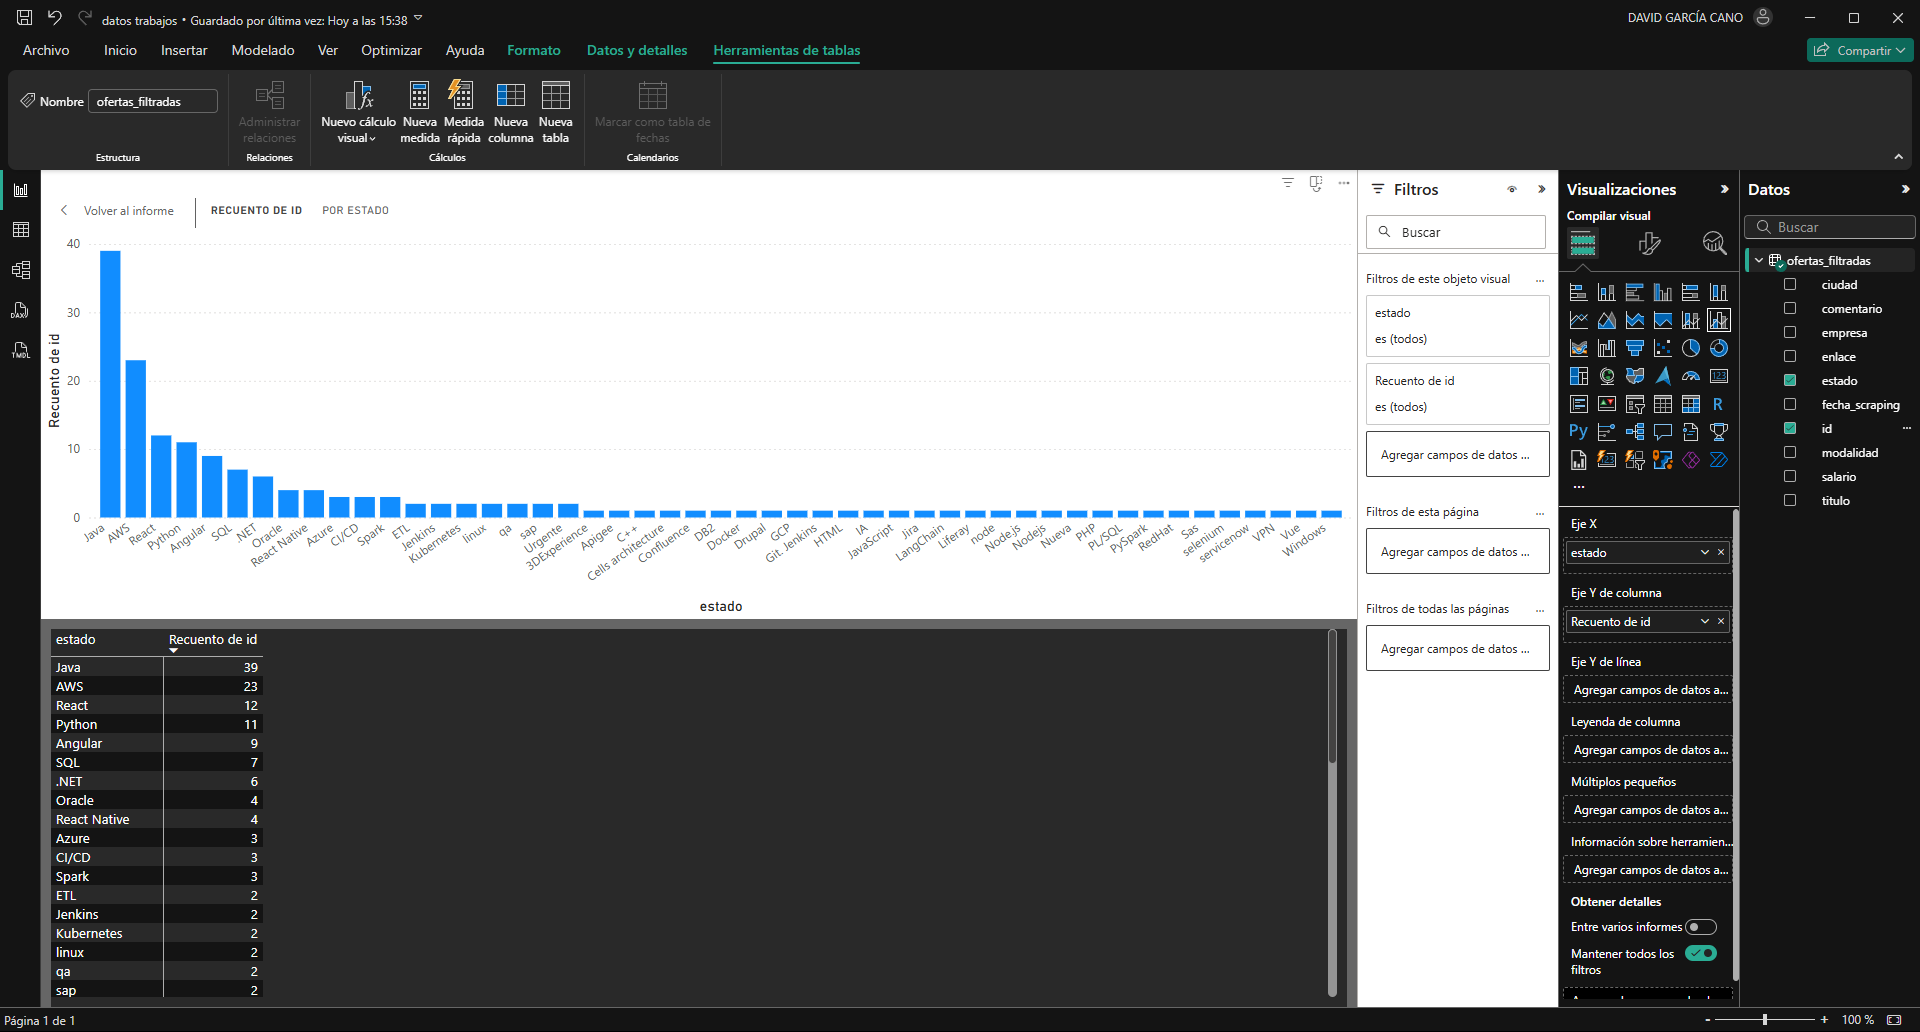 datos trabajos • Guardado por última vez: Hoy a las 15:38
DAVID GARCÍA CANO
Archivo Inicio Insertar Modelado Ver Optimizar Ayuda Formato Datos y detalles Herramientas de tablas
Compartir
Nombre ofertas_filtradas
Estructura
Administrar relaciones
Relaciones
Nuevo cálculo visual
Nueva medida
Medida rápida
Nueva columna
Nueva tabla
Cálculos
Marcar como tabla de fechas
Calendarios
Volver al informe
RECUENTO DE ID
POR ESTADO
Recuento de id
40
30
20
10
0
Java
AWS
React
Python
Angular
SQL
.NET
Oracle
React Native
Azure
CI/CD
Spark
ETL
Jenkins
Kubernetes
linux
qa
sap
Urgente
3DExperience
Apigee
C++
Cells architecture
Confluence
DB2
Docker
Drupal
GCP
Git. Jenkins
HTML
IA
JavaScript
Jira
LangChain
Liferay
node
Node.js
Nodejs
Nueva
PHP
PL/SQL
PySpark
RedHat
Sas
selenium
servicenow
VPN
Vue
Windows
estado
estado Recuento de id
Java 39
AWS 23
React 12
Python 11
Angular 9
SQL 7
.NET 6
Oracle 4
React Native 4
Azure 3
CI/CD 3
Spark 3
ETL 2
Jenkins 2
Kubernetes 2
linux 2
qa 2
sap 2
Filtros
Buscar
Filtros de este objeto visual ...
estado
es (todos)
Recuento de id
es (todos)
Agregar campos de datos ...
Filtros de esta página ...
Agregar campos de datos ...
Filtros de todas las páginas ...
Agregar campos de datos ...
Visualizaciones
Compilar visual
123
R
Py
123
...
Eje X
estado
Eje Y de columna
Recuento de id
Eje Y de línea
Agregar campos de datos a...
Leyenda de columna
Agregar campos de datos a...
Múltiplos pequeños
Agregar campos de datos a...
Información sobre herramien...
Agregar campos de datos a...
Obtener detalles
Entre varios informes
Mantener todos los filtros
Datos
Buscar
ofertas_filtradas
ciudad
comentario
empresa
enlace
estado
fecha_scraping
id ...
modalidad
salario
titulo
DAX
TMDL
Página 1 de 1
- + 100 %